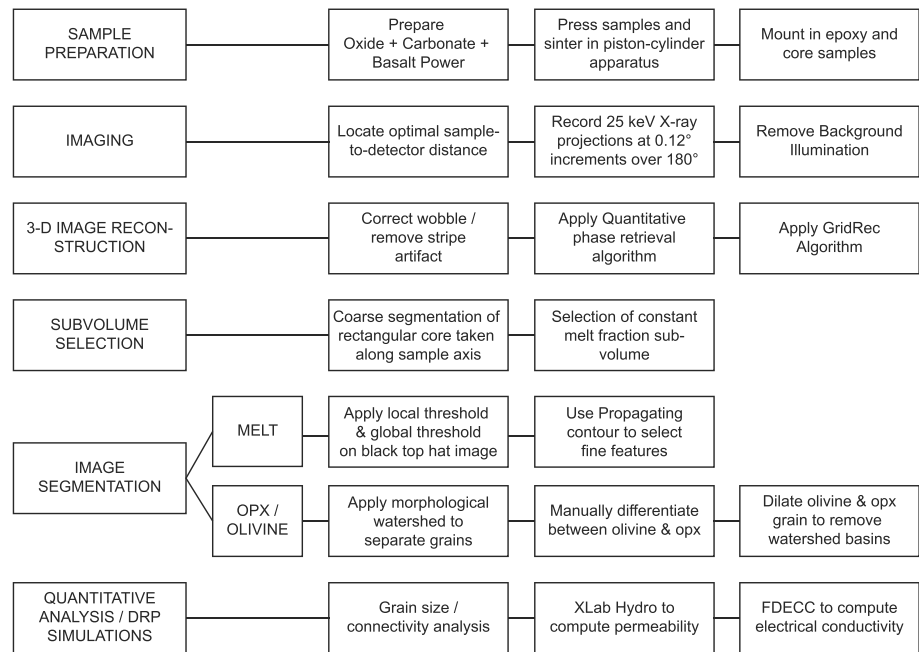 SAMPLE
PREPARATION
Prepare
Oxide + Carbonate +
Basalt Power
Press samples and
sinter in piston-cylinder
apparatus
Mount in epoxy and
core samples
IMAGING
Locate optimal sample-
to-detector distance
Record 25 keV X-ray
projections at 0.12°
increments over 180°
Remove Background
Illumination
3-D IMAGE RECON-
STRUCTION
Correct wobble /
remove stripe
artifact
Apply Quantitative
phase retrieval
algorithm
Apply GridRec
Algorithm
SUBVOLUME
SELECTION
Coarse segmentation of
rectangular core taken
along sample axis
Selection of constant
melt fraction sub-
volume
IMAGE
SEGMENTATION
MELT
Apply local threshold
& global threshold
on black top hat image
Use Propagating
contour to select
fine features
OPX /
OLIVINE
Apply morphological
watershed to
separate grains
Manually differentiate
between olivine & opx
Dilate olivine & opx
grain to remove
watershed basins
QUANTITATIVE
ANALYSIS / DRP
SIMULATIONS
Grain size /
connectivity analysis
XLab Hydro to
compute permeability
FDECC to compute
electrical conductivity